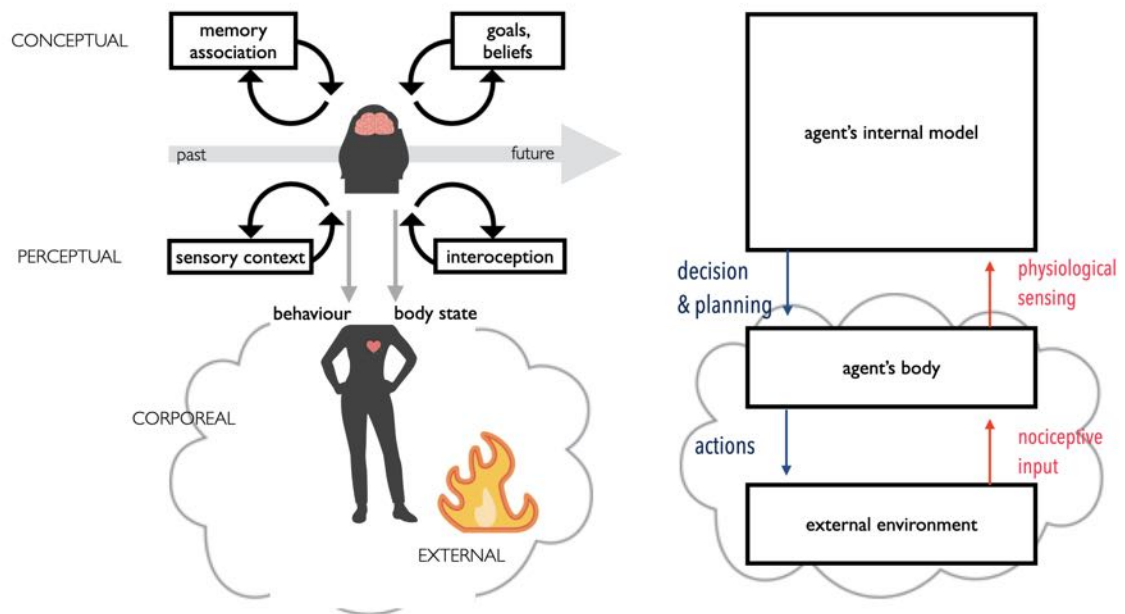 CONCEPTUAL
memory
association
goals,
beliefs
past
future
PERCEPTUAL
sensory context
interoception
behaviour
body state
CORPOREAL
EXTERNAL
agent's internal model
decision
& planning
physiological
sensing
agent's body
actions
nociceptive
input
external environment